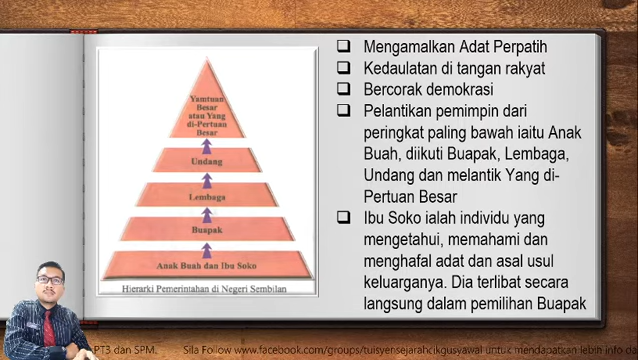 Yamtuan
Besar
atau Yang
di-Pertuan
Besar
Undang
Lembaga
Buapak
Anak Buah dan Ibu Soko
Hierarki Pemerintahan di Negeri Sembilan
❑ Mengamalkan Adat Perpatih
❑ Kedaulatan di tangan rakyat
❑ Bercorak demokrasi
❑ Pelantikan pemimpin dari
peringkat paling bawah iaitu Anak
Buah, diikuti Buapak, Lembaga,
Undang dan melantik Yang di-
Pertuan Besar
❑ Ibu Soko ialah individu yang
mengetahui, memahami dan
menghafal adat dan asal usul
keluarganya. Dia terlibat secara
langsung dalam pemilihan Buapak
PT3 dan SPM. Sila Follow www.facebook.com/groups/tuisyensejarahcikgusyawal untuk mendapatkan lebih info da